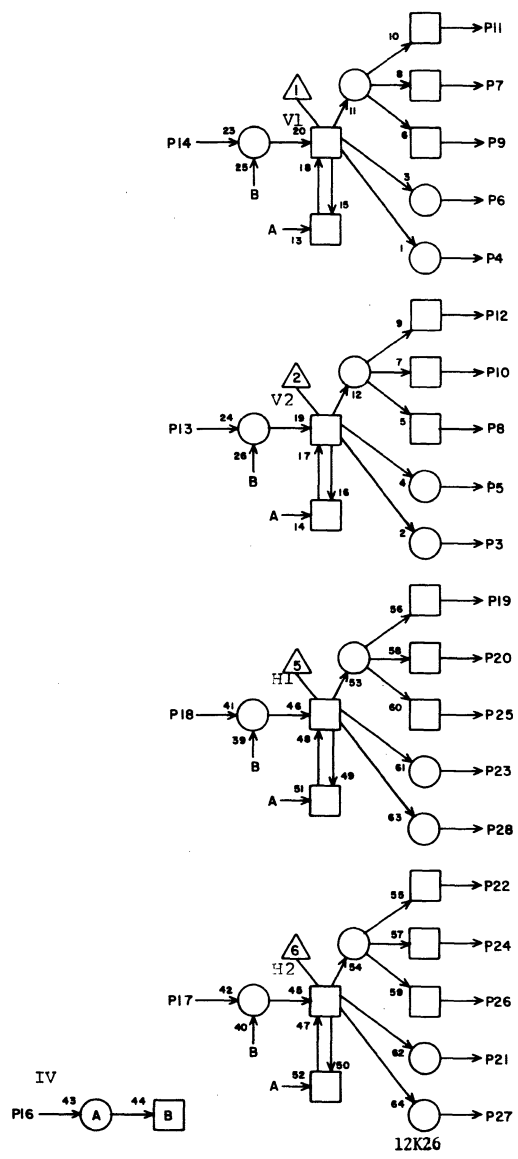 10 P11
8 P7
1 11
V1 6 P9
P14 23 20
25 18 3 P6
B 15
A 13 1 P4
P12
9
7 P10
2 12
V2 5 P8
P13 24 19
26 17 4 P5
B 16
A 14 2 P3
P19
56
58 P20
5 53
H1 60 P25
P18 41 46
39 48 61 P23
B 49
A 51 63 P28
P22
55
57 P24
6 54
H2 59 P26
P17 42 45
40 47 62 P21
B 50
A 52 64 P27
IV
P16 43 A 44 B
12K26